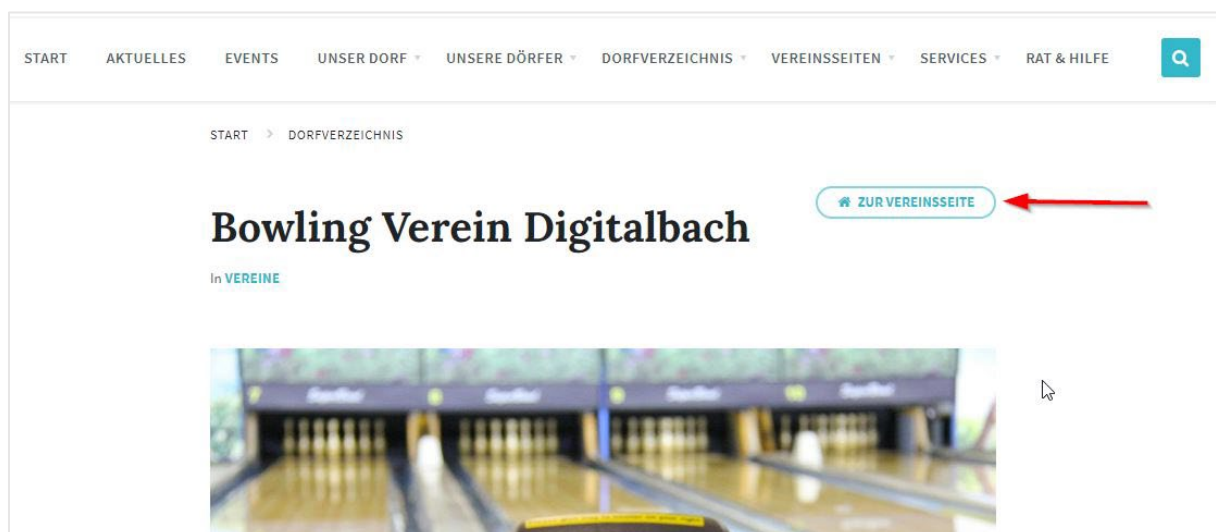 START AKTUELLES EVENTS UNSER DORF UNSERE DÖRFER DORFVERZEICHNIS VEREINSSEITEN SERVICES RAT & HILFE
START > DORFVERZEICHNIS
ZUR VEREINSSEITE
Bowling Verein Digitalbach
In VEREINE
7